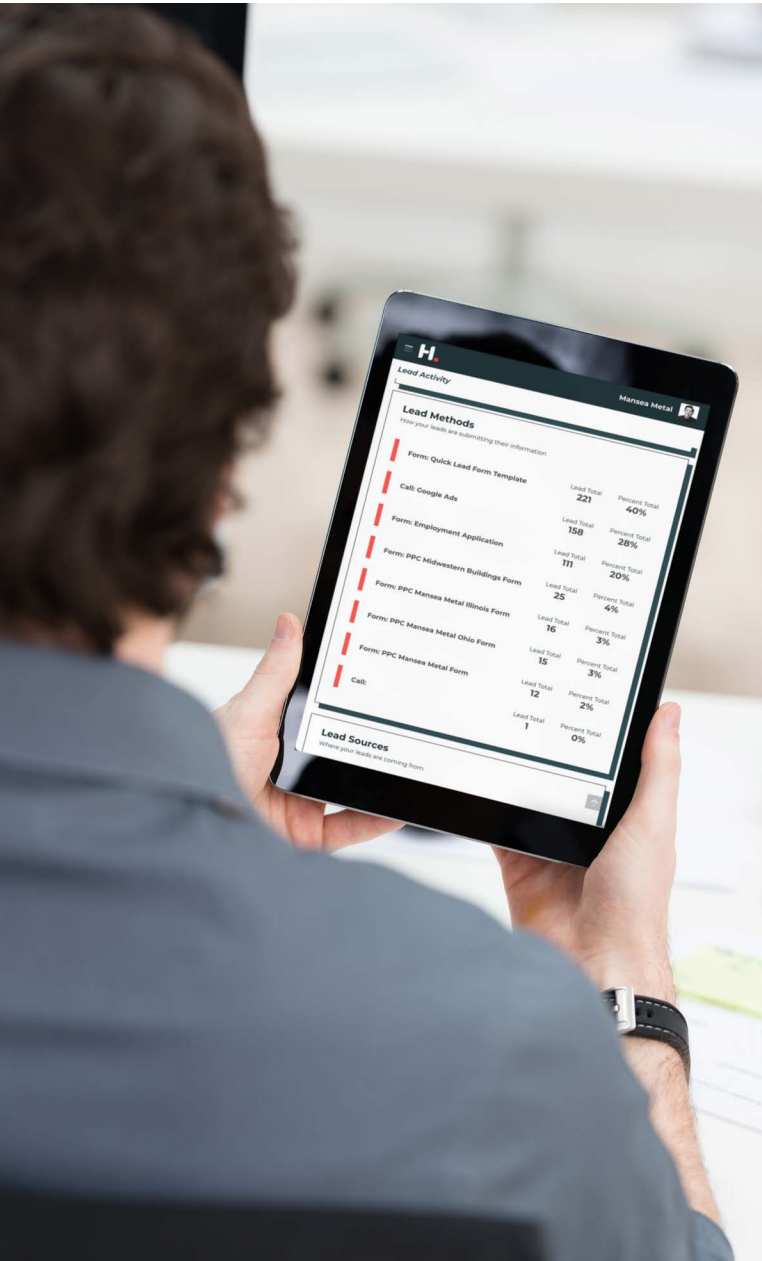 H.
Mansea Metal
Lead Activity
Lead Methods
How your leads are submitting their information
Form: Quick Lead Form Template
Lead Total Percent Total
221 40%
Call: Google Ads
Lead Total Percent Total
158 28%
Form: Employment Application
Lead Total Percent Total
111 20%
Form: PPC Midwestern Buildings Form
Lead Total Percent Total
25 4%
Form: PPC Mansea Metal Illinois Form
Lead Total Percent Total
16 3%
Form: PPC Mansea Metal Ohio Form
Lead Total Percent Total
15 3%
Form: PPC Mansea Metal Form
Lead Total Percent Total
12 2%
Call:
Lead Total Percent Total
1 0%
Lead Sources
Where your leads are coming from.